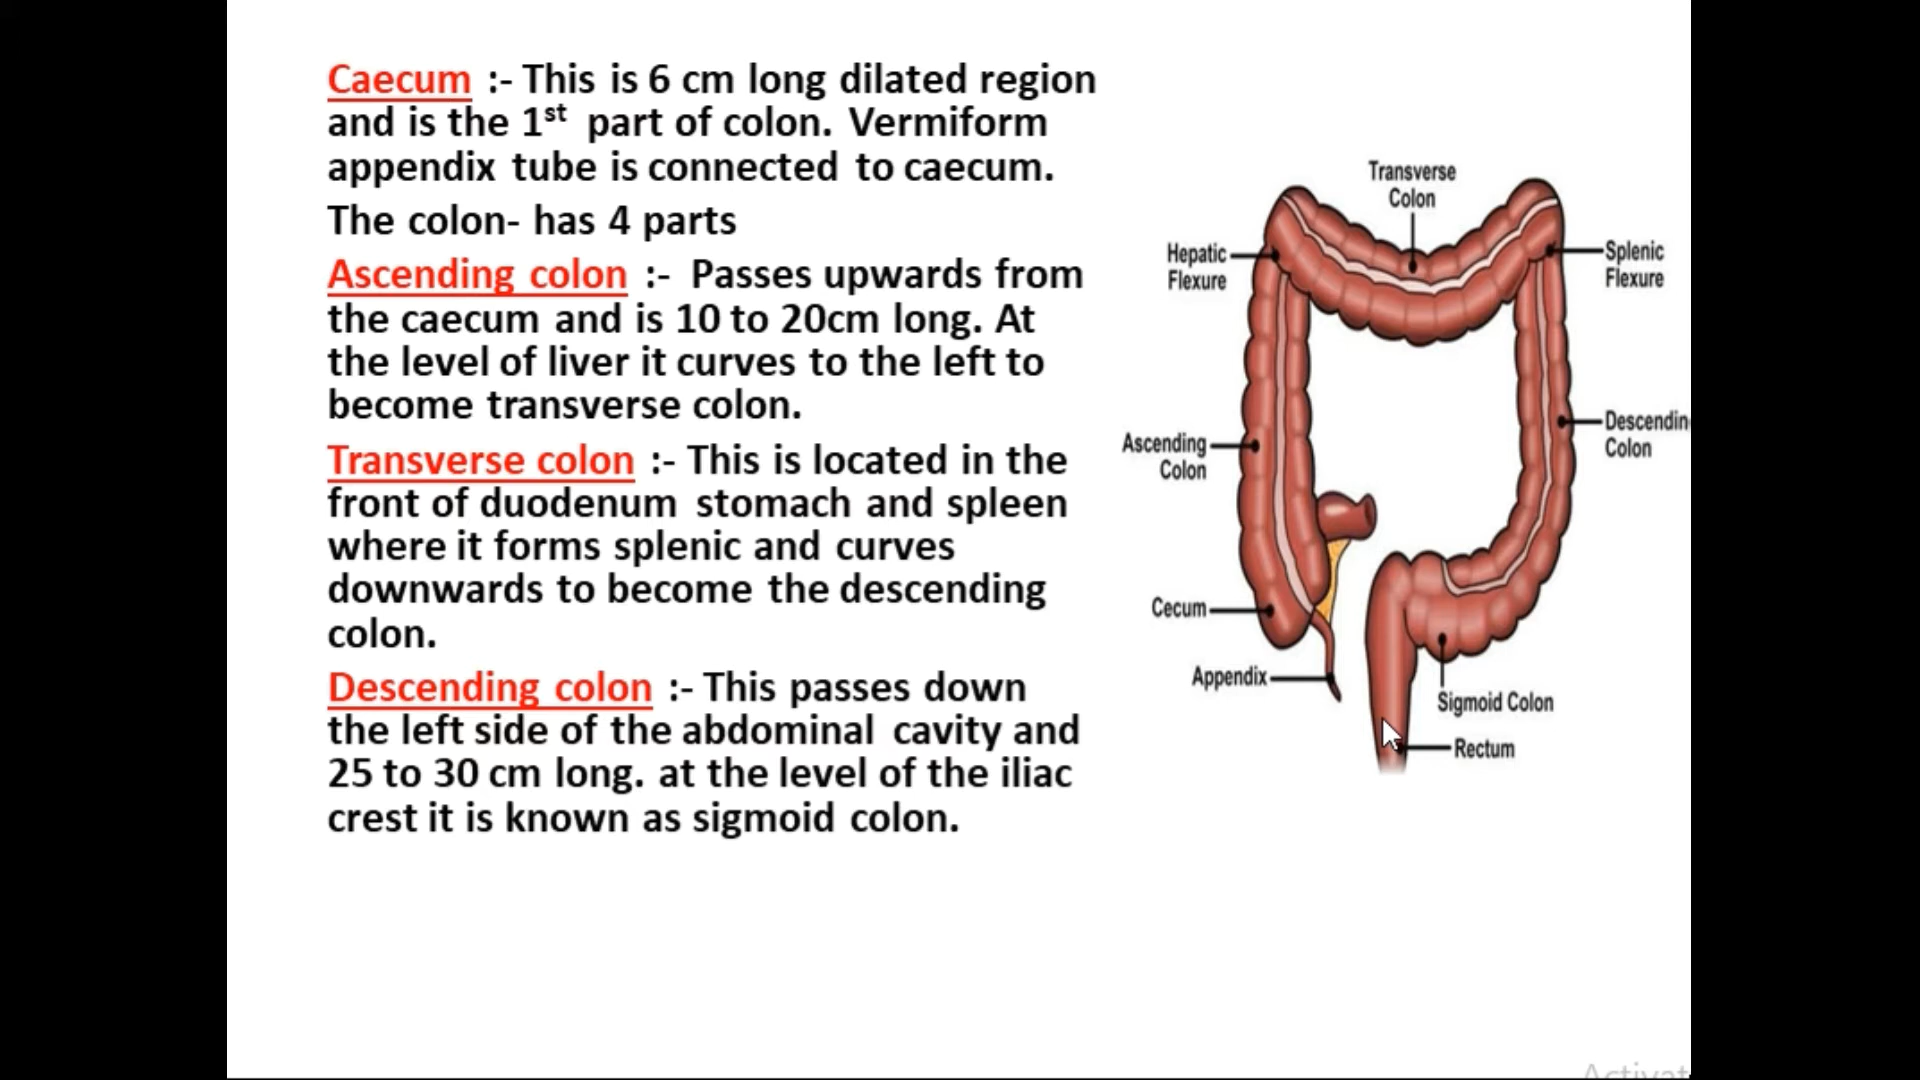 Caecum :- This is 6 cm long dilated region
and is the 1st part of colon. Vermiform
appendix tube is connected to caecum.
The colon- has 4 parts
Ascending colon :- Passes upwards from
the caecum and is 10 to 20cm long. At
the level of liver it curves to the left to
become transverse colon.
Transverse colon :- This is located in the
front of duodenum stomach and spleen
where it forms splenic and curves
downwards to become the descending
colon.
Descending colon :- This passes down
the left side of the abdominal cavity and
25 to 30 cm long. at the level of the iliac
crest it is known as sigmoid colon.
Transverse
Colon
Hepatic
Flexure
Splenic
Flexure
Ascending
Colon
Descendin
Colon
Cecum
Appendix
Sigmoid Colon
Rectum
Activat